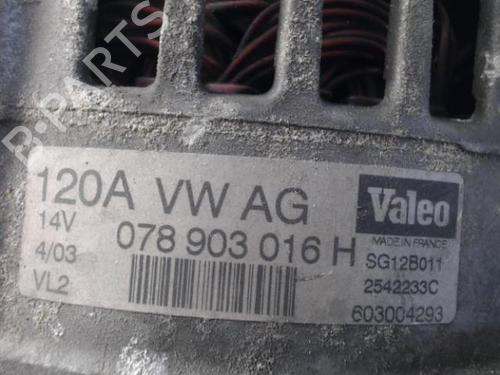 B-PARTS
120A VW AG
14V
078 903 016 H
4/03
VL2
Valeo
MADE IN FRANCE
SG12B011
2542233C
603004293